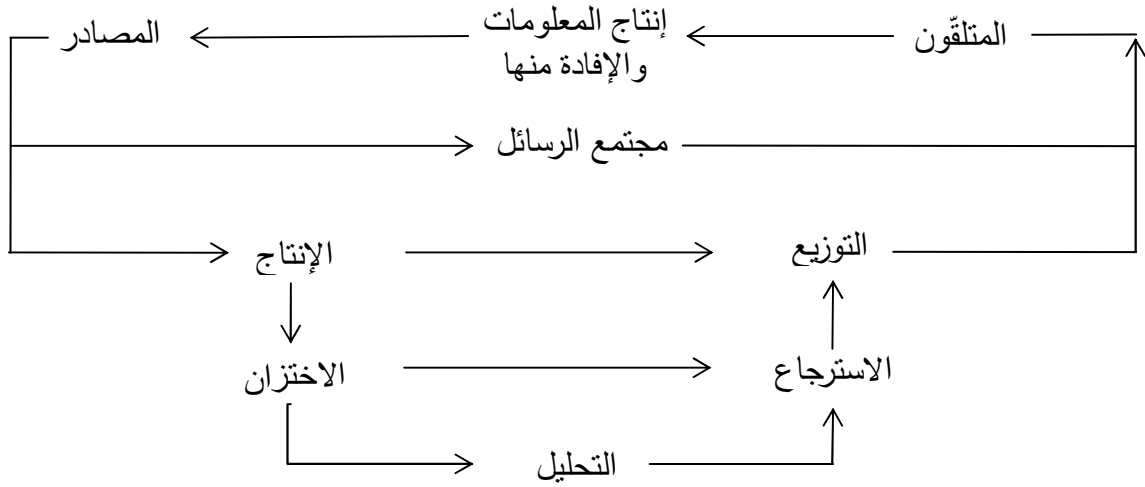 المتلقّون
إنتاج المعلومات
والإفادة منها
المصادر
مجتمع الرسائل
الإنتاج
التوزيع
الاختزان
الاسترجاع
التحليل